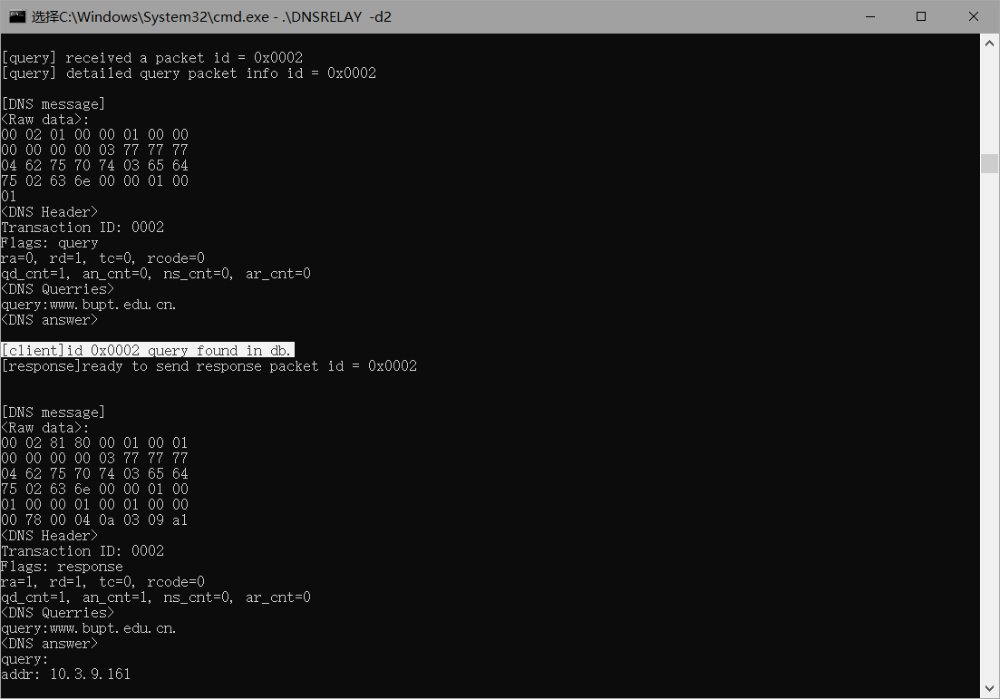 选择C:\Windows\System32\cmd.exe - .\DNSRELAY -d2
[query] received a packet id = 0x0002
[query] detailed query packet info id = 0x0002
[DNS message]
<Raw data>:
00 02 01 00 00 01 00 00
00 00 00 00 03 77 77 77
04 62 75 70 74 03 65 64
75 02 63 6e 00 00 01 00
01
<DNS Header>
Transaction ID: 0002
Flags: query
ra=0, rd=1, tc=0, rcode=0
qd_cnt=1, an_cnt=0, ns_cnt=0, ar_cnt=0
<DNS Querries>
query:www.bupt.edu.cn.
<DNS answer>
[client]id 0x0002 query found in db.
[response]ready to send response packet id = 0x0002
[DNS message]
<Raw data>:
00 02 81 80 00 01 00 01
00 00 00 00 03 77 77 77
04 62 75 70 74 03 65 64
75 02 63 6e 00 00 01 00
01 00 00 01 00 01 00 00
00 78 00 04 0a 03 09 a1
<DNS Header>
Transaction ID: 0002
Flags: response
ra=1, rd=1, tc=0, rcode=0
qd_cnt=1, an_cnt=1, ns_cnt=0, ar_cnt=0
<DNS Querries>
query:www.bupt.edu.cn.
<DNS answer>
query:
addr: 10.3.9.161